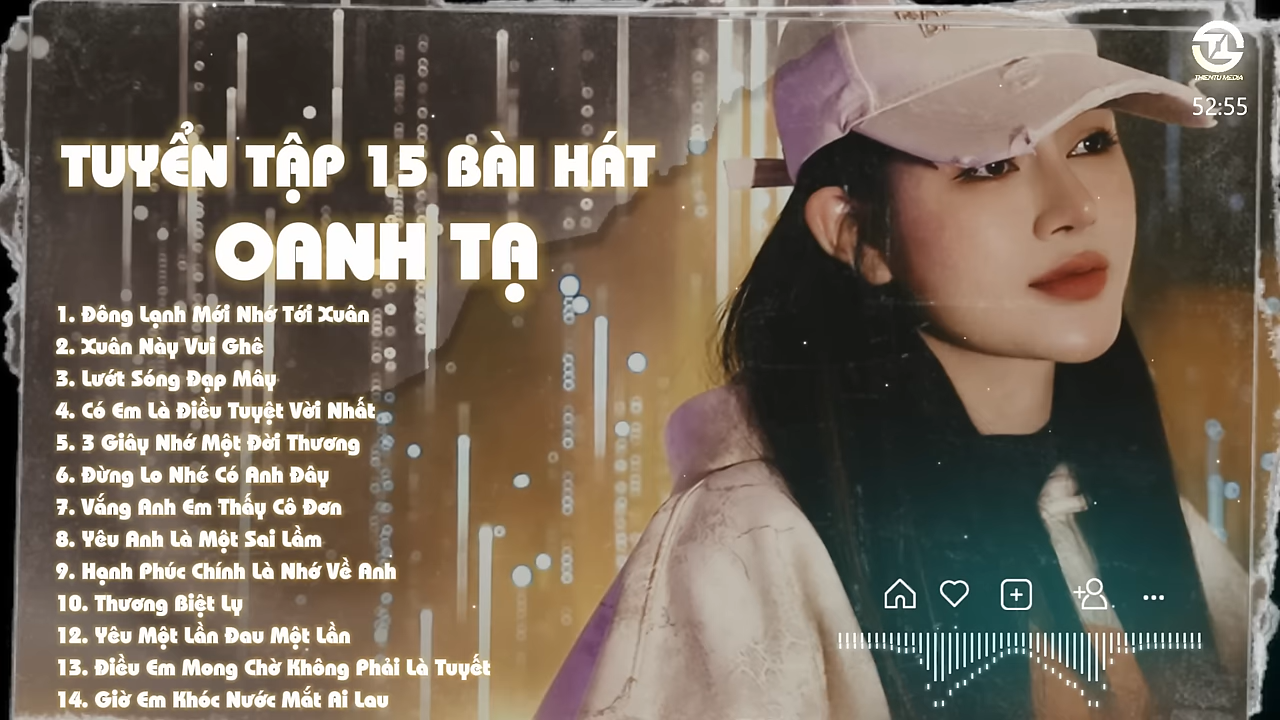 TL
THIENTU MEDIA
52:55
TUYỂN TẬP 15 BÀI HÁT
OANH TẠ
1. Đông Lạnh Mới Nhớ Tới Xuân
2. Xuân Này Vui Ghê
3. Lướt Sóng Đạp Mây
4. Có Em Là Điều Tuyệt Vời Nhất
5. 3 Giây Nhớ Một Đời Thương
6. Đừng Lo Nhé Có Anh Đây
7. Vắng Anh Em Thấy Cô Đơn
8. Yêu Anh Là Một Sai Lầm
9. Hạnh Phúc Chính Là Nhớ Về Anh
10. Thương Biệt Ly
12. Yêu Một Lần Đau Một Lần
13. Điều Em Mong Chờ Không Phải Là Tuyết
14. Giờ Em Khóc Nước Mắt Ai Lau